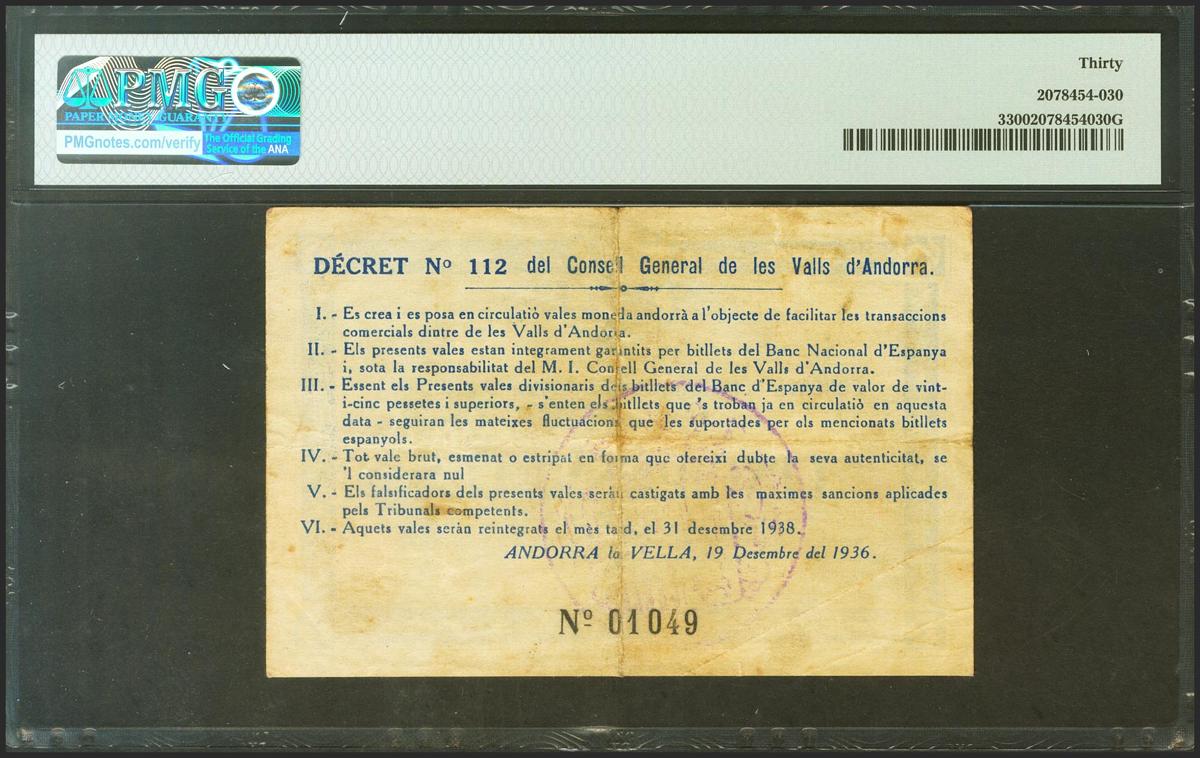 PMG
PAPER MONEY GUARANTY
PMGnotes.com/verify
The Official Grading
Service of the ANA
Thirty
2078454-030
33002078454030G
DÉCRET Nº 112 del Consell General de les Valls d'Andorra.
I. - Es crea i es posa en circulatiò vales moneda andorrà a l'objecte de facilitar les transaccions
comercials dintre de les Valls d'Andorra.
II. - Els presents vales estan integrament garantits per bitllets del Banc Nacional d'Espanya
i, sota la responsabilitat del M. I. Consell General de les Valls d'Andorra.
III. - Essent els Presents vales divisionaris dels bitllets del Banc d'Espanya de valor de vint-
i-cinc pessetes i superiors, - s'enten els bitllets que 's troban ja en circulatiò en aquesta
data - seguiran les mateixes fluctuacions que les suportades per els mencionats bitllets
espanyols.
IV. - Tot vale brut, esmenat o estripat en forma que ofereixi dubte la seva autenticitat, se
'l considerara nul
V. - Els falsificadors dels presents vales seràn castigats amb les maximes sancions aplicades
pels Tribunals competents.
VI. - Aquets vales seràn reintegrats el mès tard, el 31 desembre 1938.
ANDORRA la VELLA, 19 Desembre del 1936.
Nº 01049